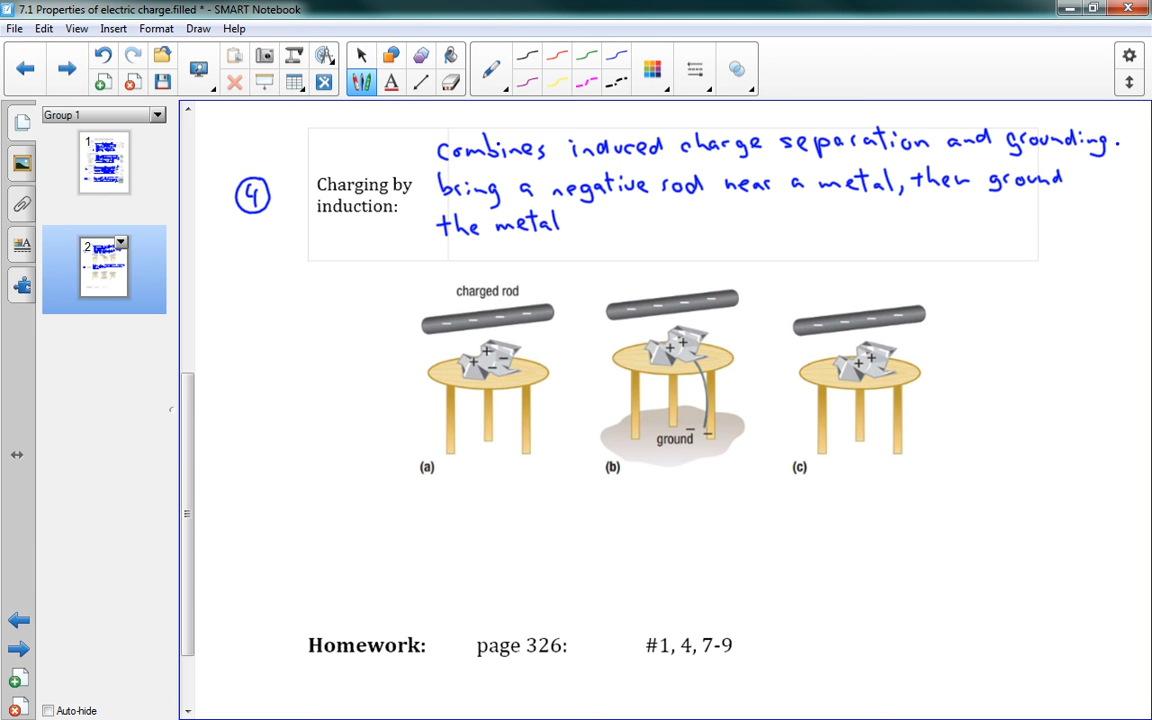 7.1 Properties of electric charge.filled * - SMART Notebook
File Edit View Insert Format Draw Help
Group 1
1
2
Auto-hide
④ Charging by induction:
Combines induced charge separation and grounding.
bring a negative rod near a metal, then ground
the metal
charged rod
ground
(a) (b) (c)
Homework: page 326: #1, 4, 7-9